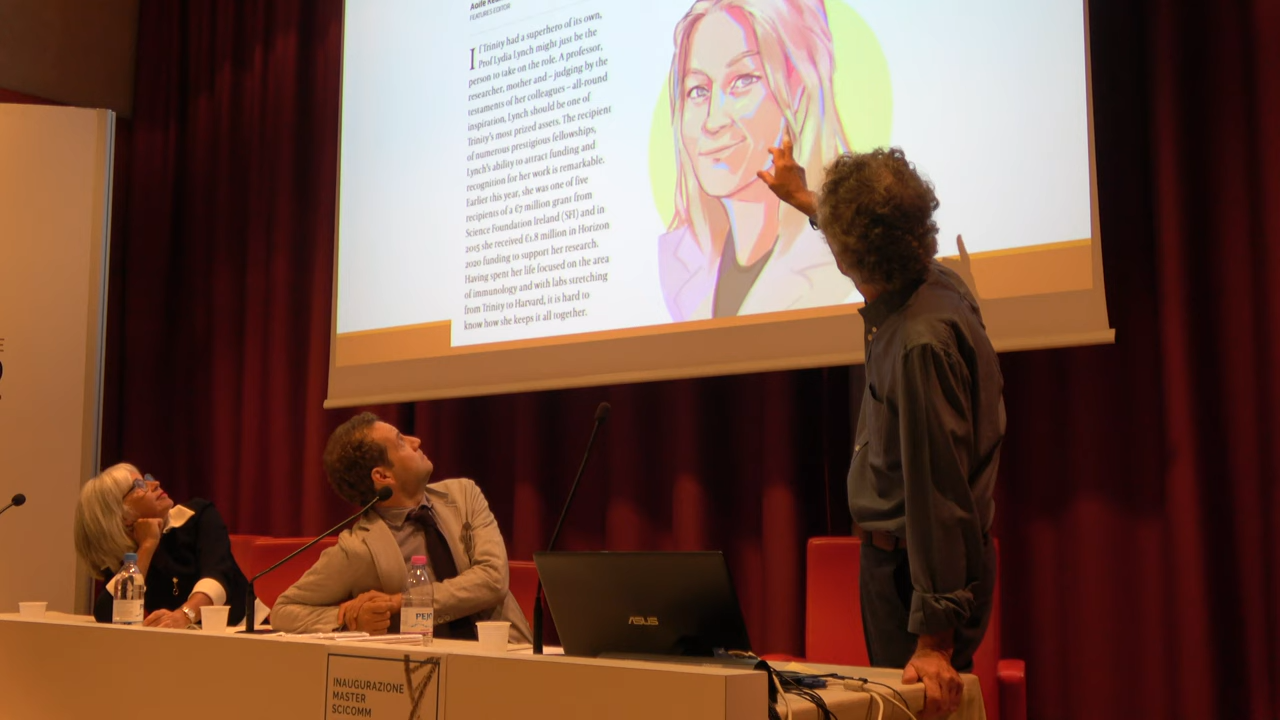 Aoife
FEATURES EDITOR
If Trinity had a superhero of its own,
Prof Lydia Lynch might just be the
person to take on the role. A professor,
researcher, mother and – judging by the
testaments of her colleagues – all-round
inspiration, Lynch should be one of
Trinity's most prized assets. The recipient
of numerous prestigious fellowships,
Lynch's ability to attract funding and
recognition for her work is remarkable.
Earlier this year, she was one of five
recipients of a €7 million grant from
Science Foundation Ireland (SFI) and in
2015 she received €1.8 million in Horizon
2020 funding to support her research.
Having spent her life focused on the area
of immunology and with labs stretching
from Trinity to Harvard, it is hard to
know how she keeps it all together.
ASUS
INAUGURAZIONE
MASTER
SCICOMM